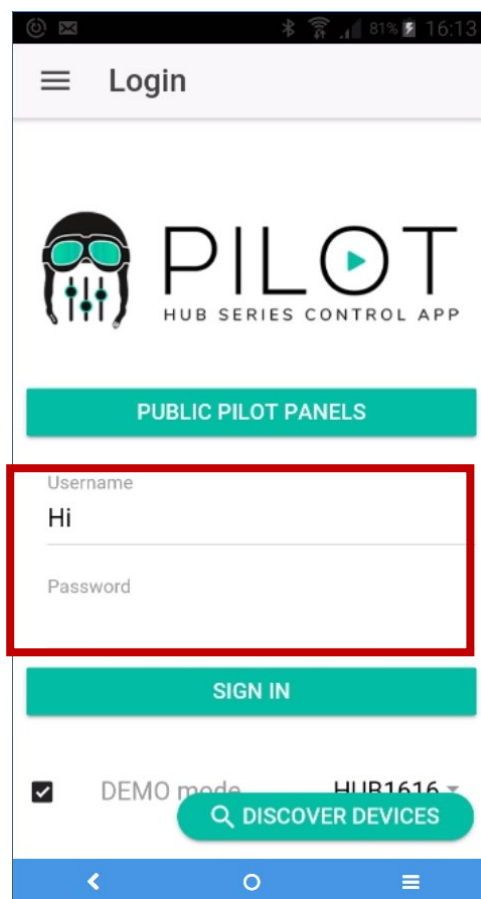 81% 16:13
Login
PILOT
HUB SERIES CONTROL APP
PUBLIC PILOT PANELS
Username
Hi
Password
SIGN IN
DEMO mode HUB1616
DISCOVER DEVICES